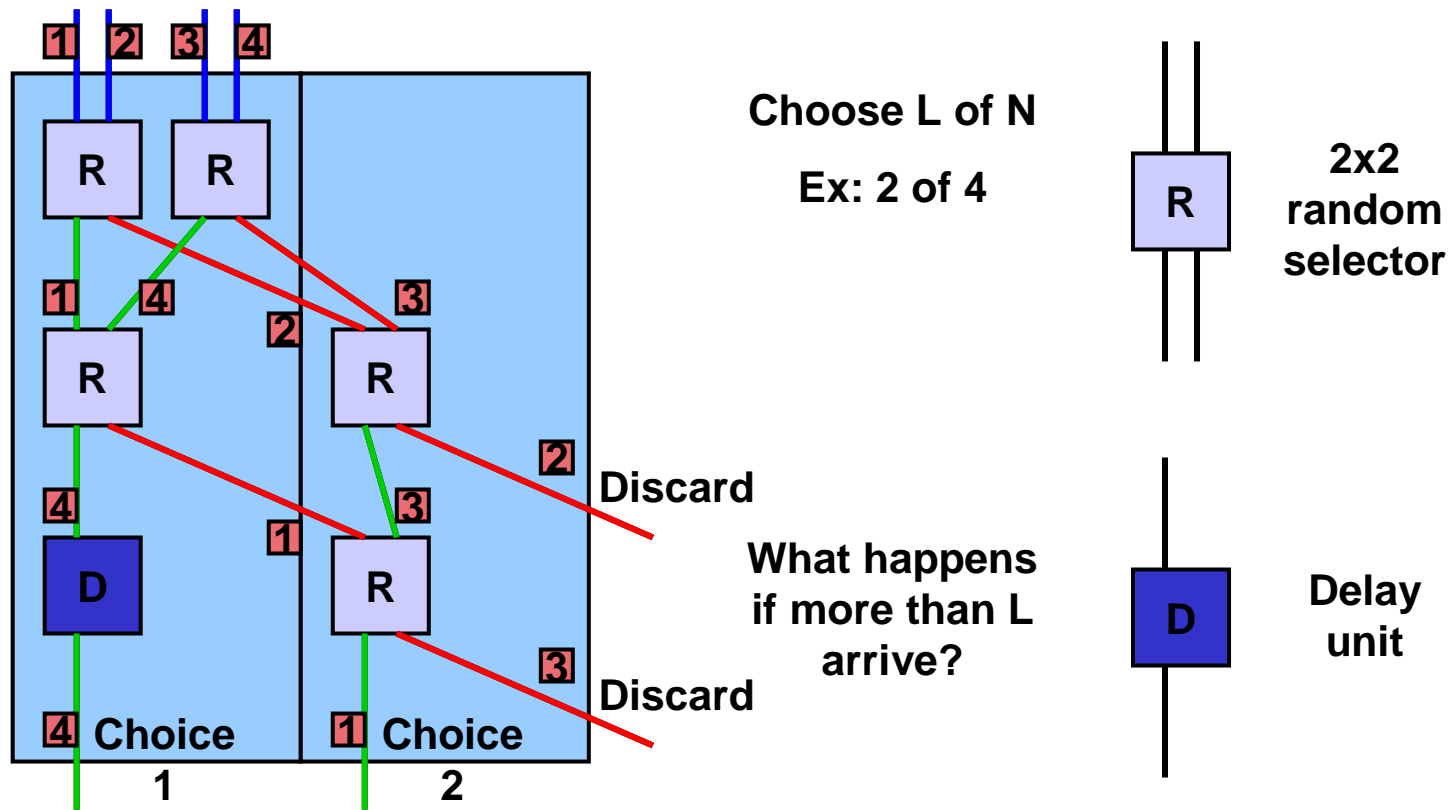 1 2 3 4
R R
1 4 3
2
R R
2
Discard
4 3
1
D R
3
Discard
4 Choice 1 Choice
1 2
Choose L of N
Ex: 2 of 4
What happens
if more than L
arrive?
R
2x2
random
selector
D
Delay
unit